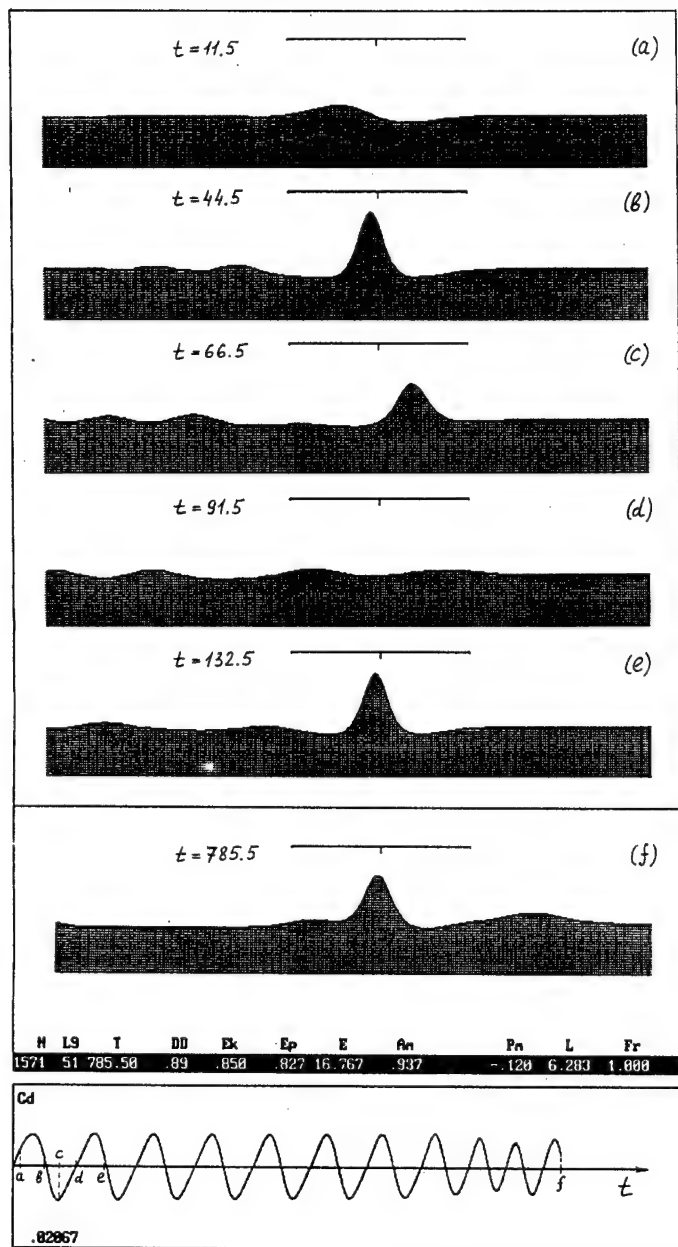 t=11.5 (a)
t=44.5 (b)
t=66.5 (c)
t=91.5 (d)
t=132.5 (e)
t=785.5 (f)
N L9 T DD Ek Ep E Am Pm L Fr
1571 51 785.50 .89 .850 .827 16.767 .937 -.120 6.283 1.000
Cd
a b c d e f t
.02067